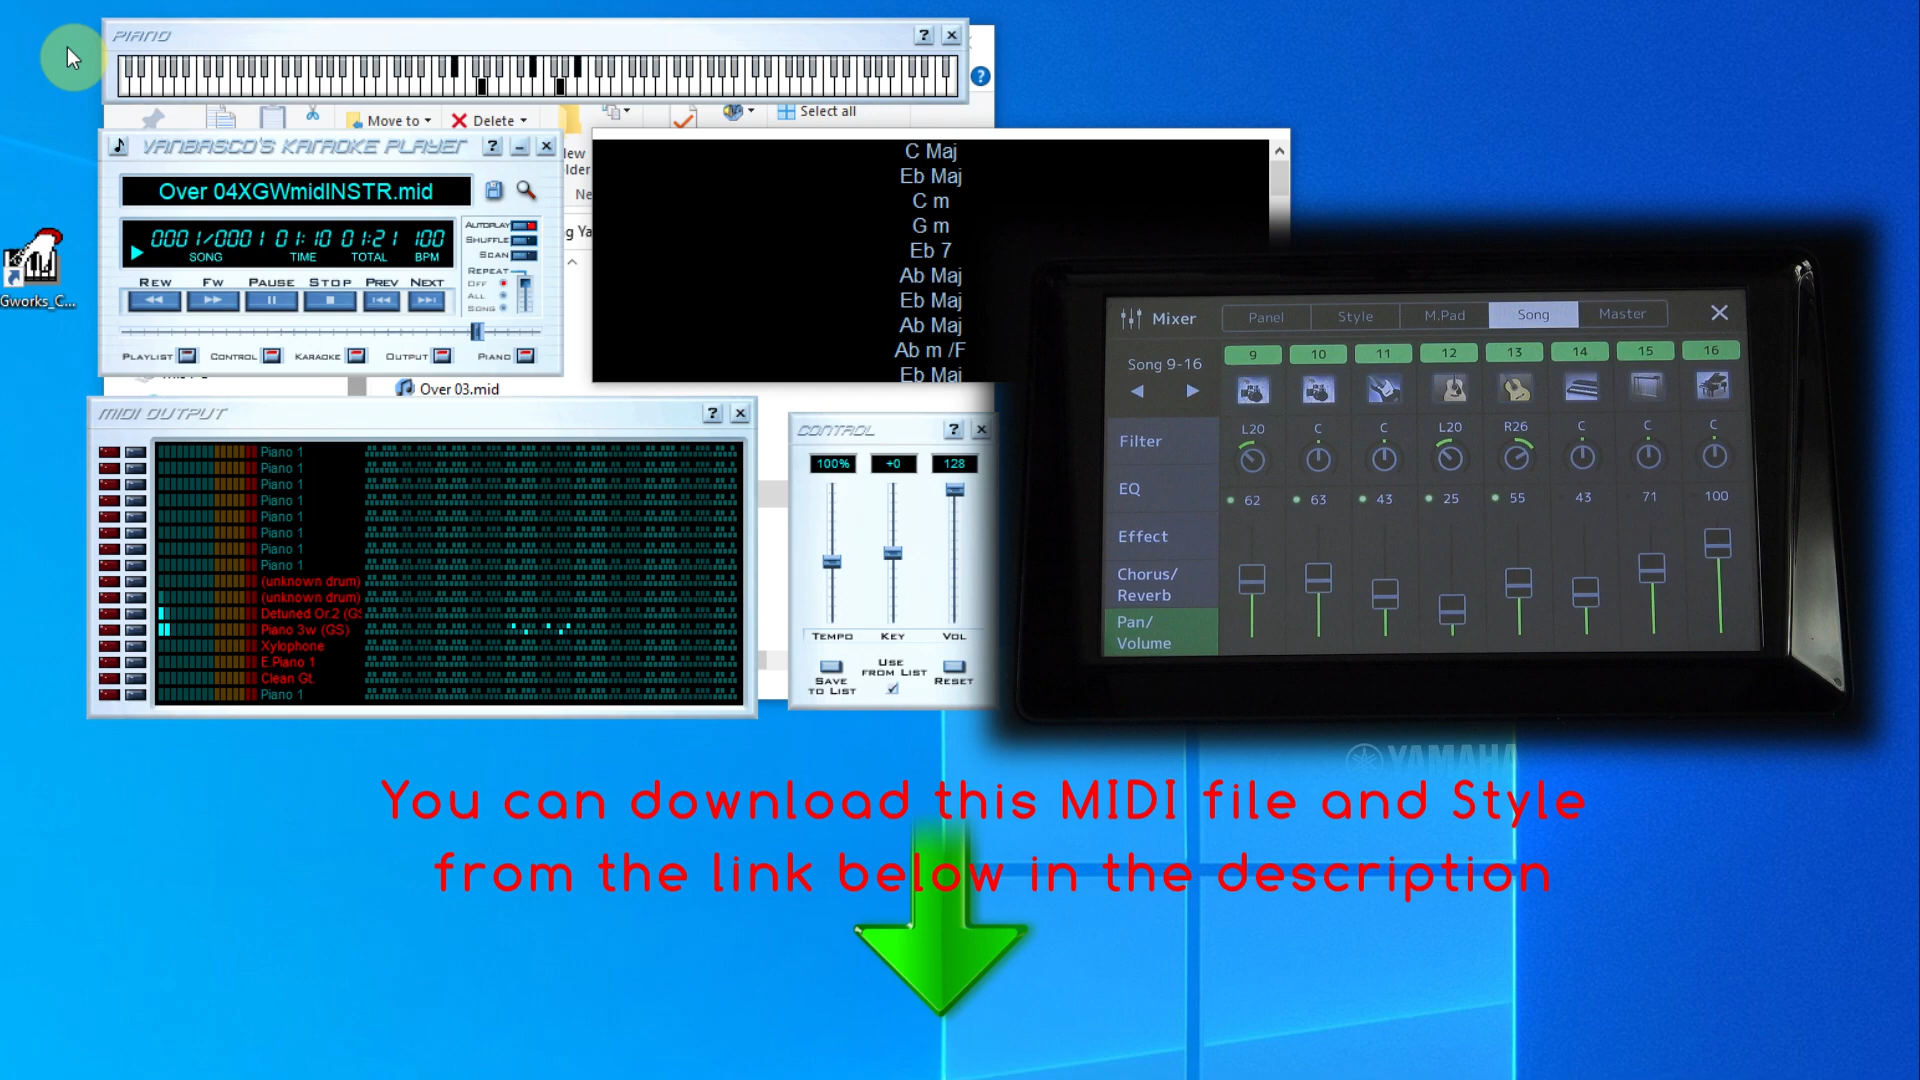 PIANO
?
Move to
Delete
Select all
VANBASCO'S KARAOKE PLAYER
Over 04XGWmidINSTR.mid
0001/0001 01:10 01:21 100
SONG TIME TOTAL BPM
AUTOPLAY
SHUFFLE
SCAN
REPEAT
OFF
ALL
SONG
REW FW PAUSE STOP PREV NEXT
PLAYLIST CONTROL KARAOKE OUTPUT PIANO
C Maj
Eb Maj
C m
G m
Eb 7
Ab Maj
Eb Maj
Ab Maj
Ab m /F
Eb Maj
Gworks_C...
Over 03.mid
MIDI OUTPUT
Piano 1
Piano 1
Piano 1
Piano 1
Piano 1
Piano 1
Piano 1
Piano 1
(unknown drum)
(unknown drum)
Detuned Or.2 (GS
Piano 3w (GS)
Xylophone
E.Piano 1
Clean Gt.
Piano 1
CONTROL
100% +0 128
TEMPO KEY VOL
SAVE TO LIST
USE FROM LIST
RESET
Mixer Panel Style M.Pad Song Master
Song 9-16
9 10 11 12 13 14 15 16
L20 C C L20 R26 C C C
62 63 43 25 55 43 71 100
Filter
EQ
Effect
Chorus/
Reverb
Pan/
Volume
YAMAHA
You can download this MIDI file and Style
from the link below in the description